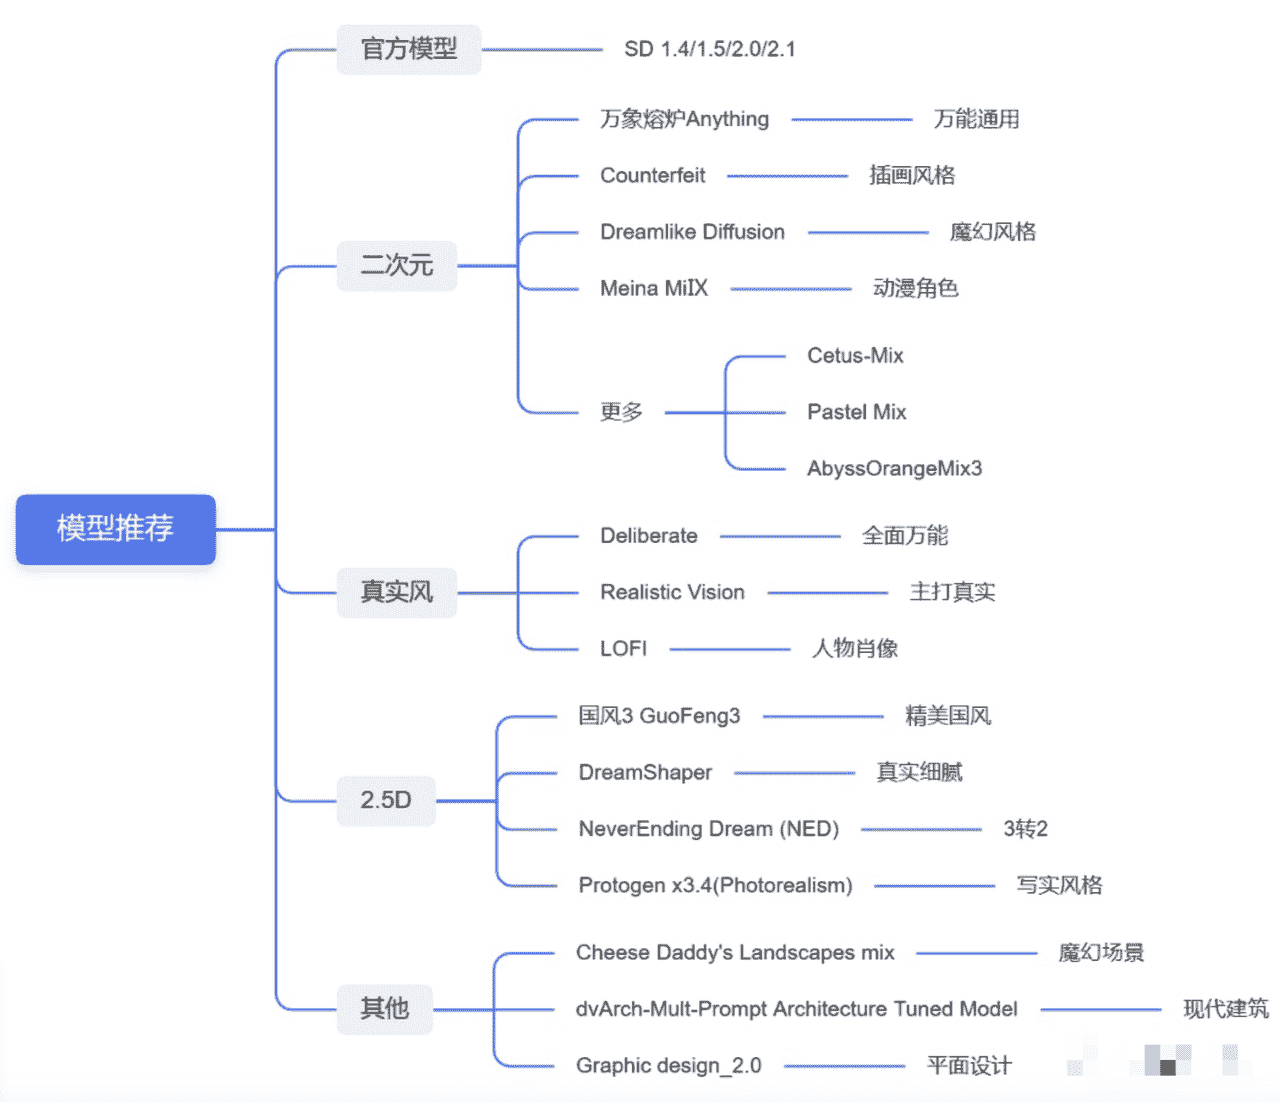 官方模型
SD 1.4/1.5/2.0/2.1
万象熔炉Anything
万能通用
Counterfeit
插画风格
Dreamlike Diffusion
魔幻风格
二次元
Meina MiIX
动漫角色
Cetus-Mix
更多
Pastel Mix
AbyssOrangeMix3
模型推荐
Deliberate
全面万能
真实风
Realistic Vision
主打真实
LOFI
人物肖像
国风3 GuoFeng3
精美国风
DreamShaper
真实细腻
2.5D
NeverEnding Dream (NED)
3转2
Protogen x3.4(Photorealism)
写实风格
Cheese Daddy's Landscapes mix
魔幻场景
其他
dvArch-Mult-Prompt Architecture Tuned Model
现代建筑
Graphic design_2.0
平面设计